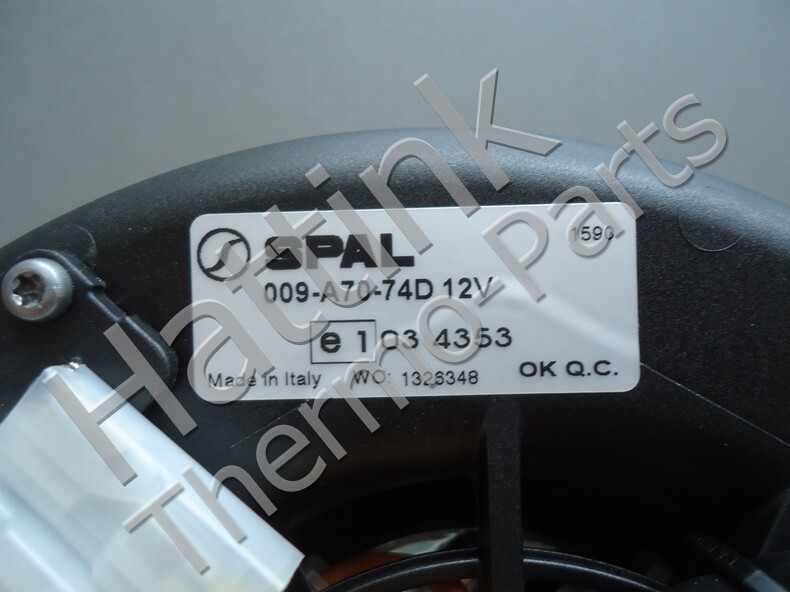 SPAL
1590
009-A70-74D 12V
e 1 03 4353
Made in Italy WO: 1326348
OK Q.C.
Hattink
Thermo-Parts